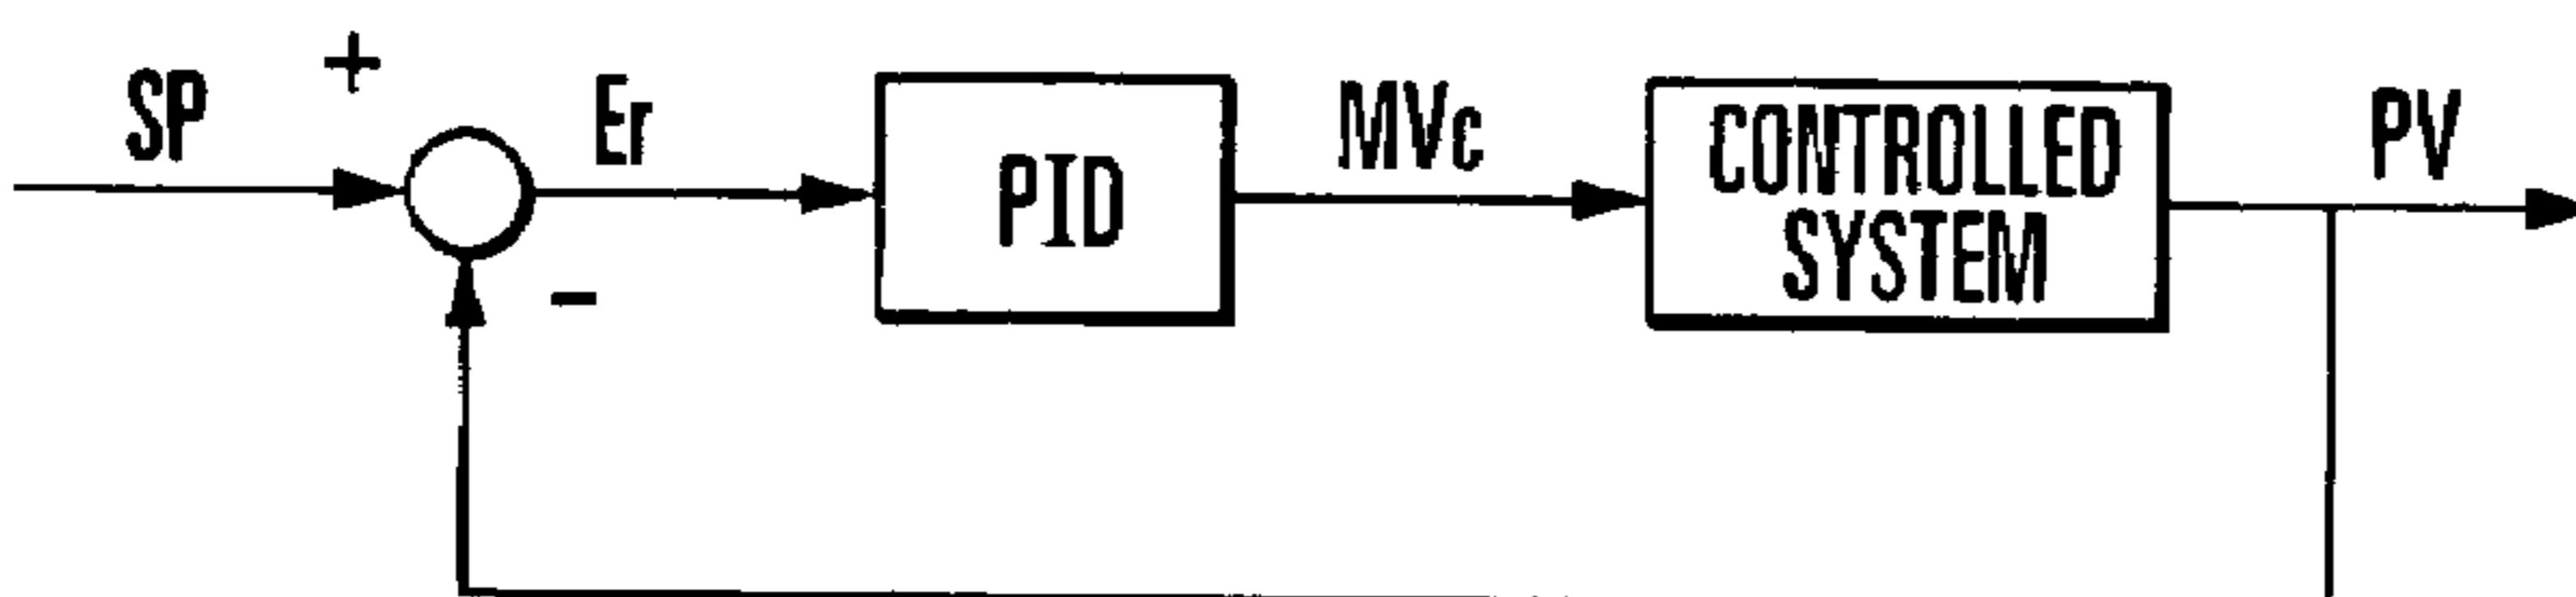 SP
+
Er
−
PID
MVc
CONTROLLED
SYSTEM
PV